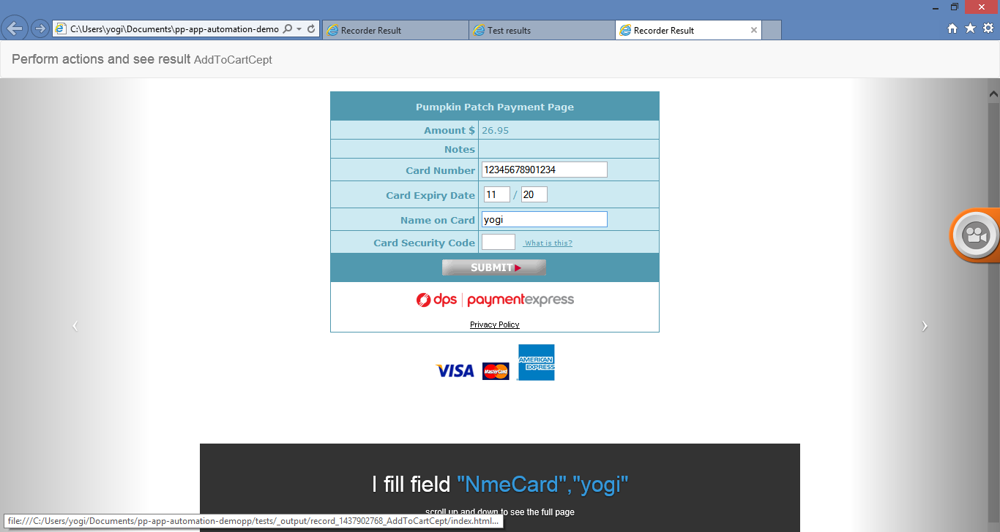 C:\Users\yogi\Documents\pp-app-automation-demo
Recorder Result
Test results
Recorder Result
Perform actions and see result AddToCartCept
Pumpkin Patch Payment Page
Amount $ 26.95
Notes
Card Number 12345678901234
Card Expiry Date 11 / 20
Name on Card yogi
Card Security Code What is this?
SUBMIT
dps | paymentexpress
Privacy Policy
VISA MasterCard AMERICAN EXPRESS
I fill field "NmeCard","yogi"
scroll up and down to see the full page
file:///C:/Users/yogi/Documents/pp-app-automation-demopp/tests/_output/record_1437902768_AddToCartCept/index.html...